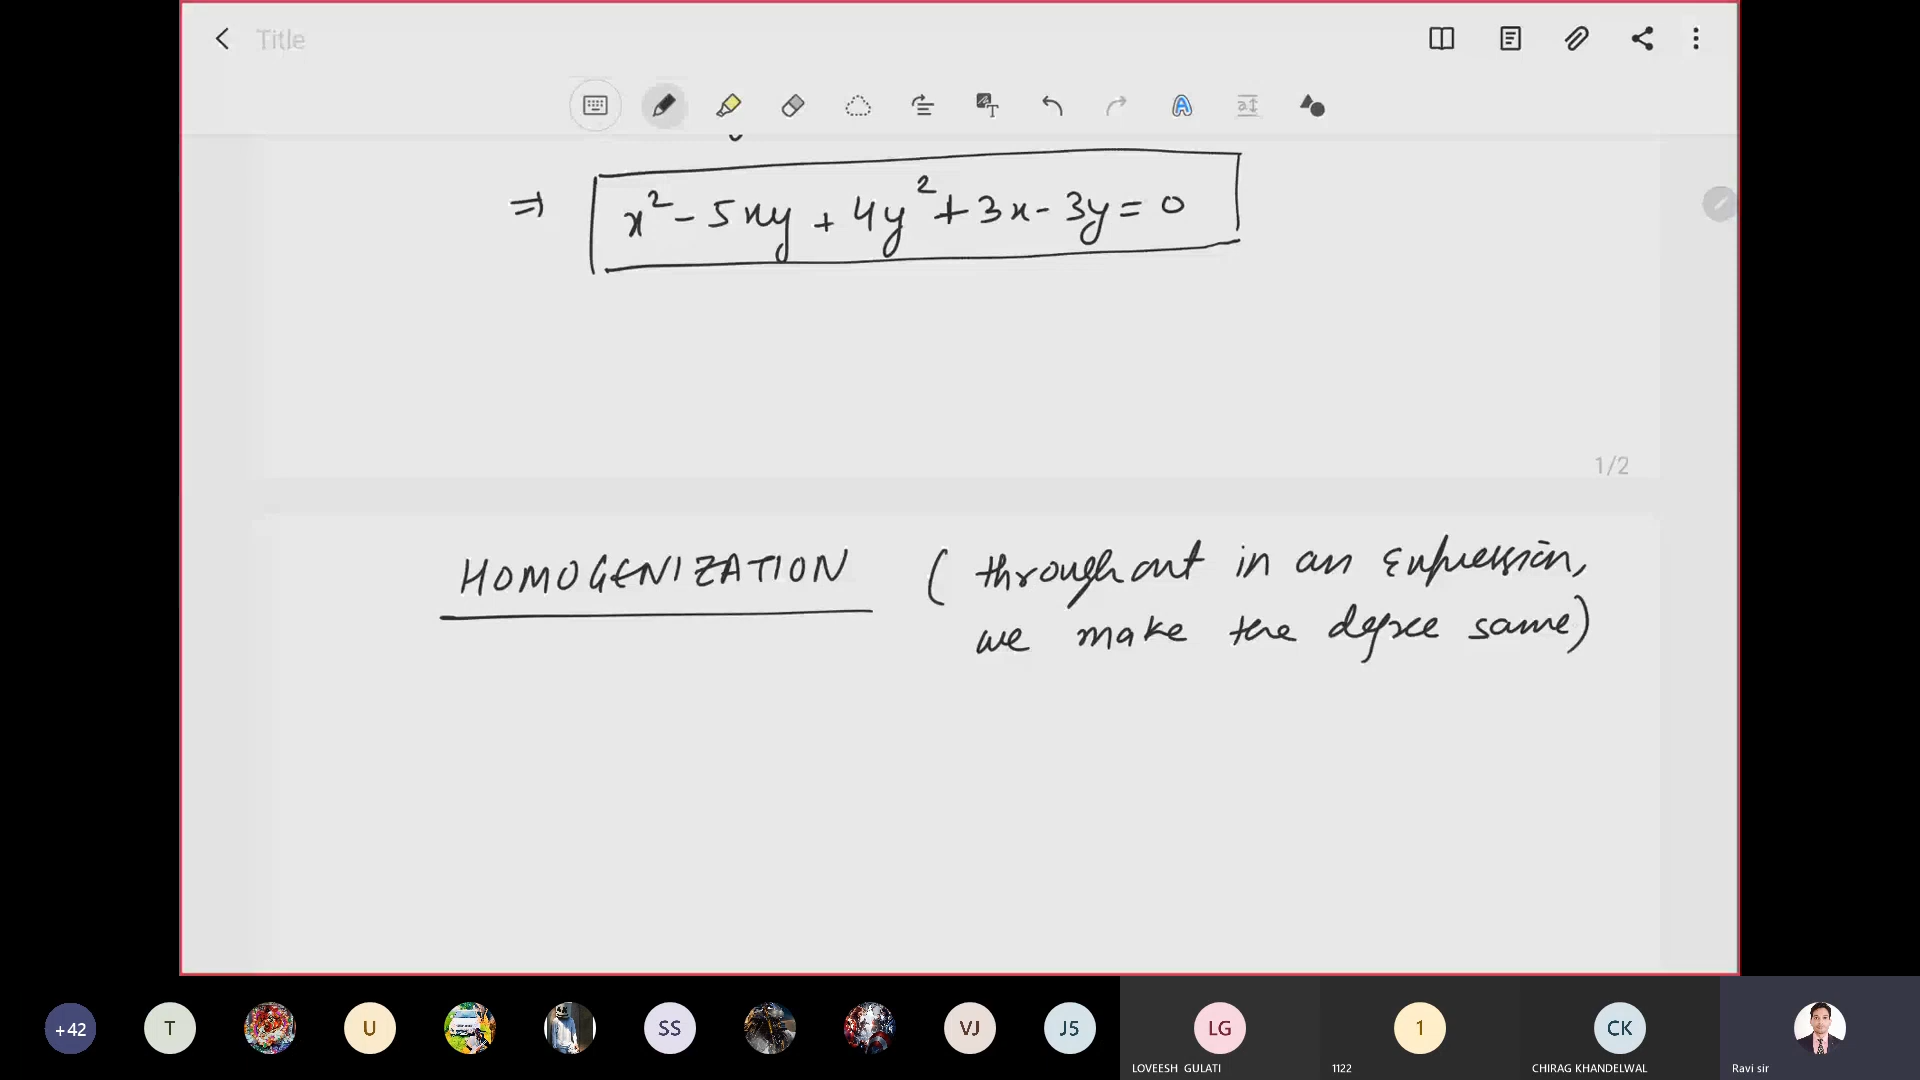 Title
⇒ x² - 5xy + 4y² + 3x - 3y = 0
1/2
HOMOGENIZATION ( throughout in an expression,
we make the degree same)
+42 T U SS VJ J5 LG 1 CK
LOVEESH GULATI 1122 CHIRAG KHANDELWAL Ravi sir